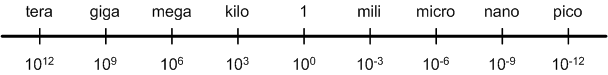 tera giga mega kilo 1 mili micro nano pico
10¹² 10⁹ 10⁶ 10³ 10⁰ 10⁻³ 10⁻⁶ 10⁻⁹ 10⁻¹²